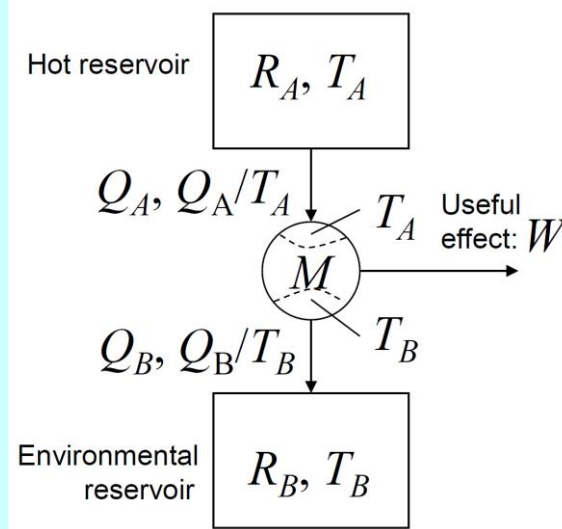 Hot reservoir
R_A, T_A
Q_A, Q_A/T_A
T_A
Useful
effect: W
M
Q_B, Q_B/T_B
T_B
Environmental
reservoir
R_B, T_B